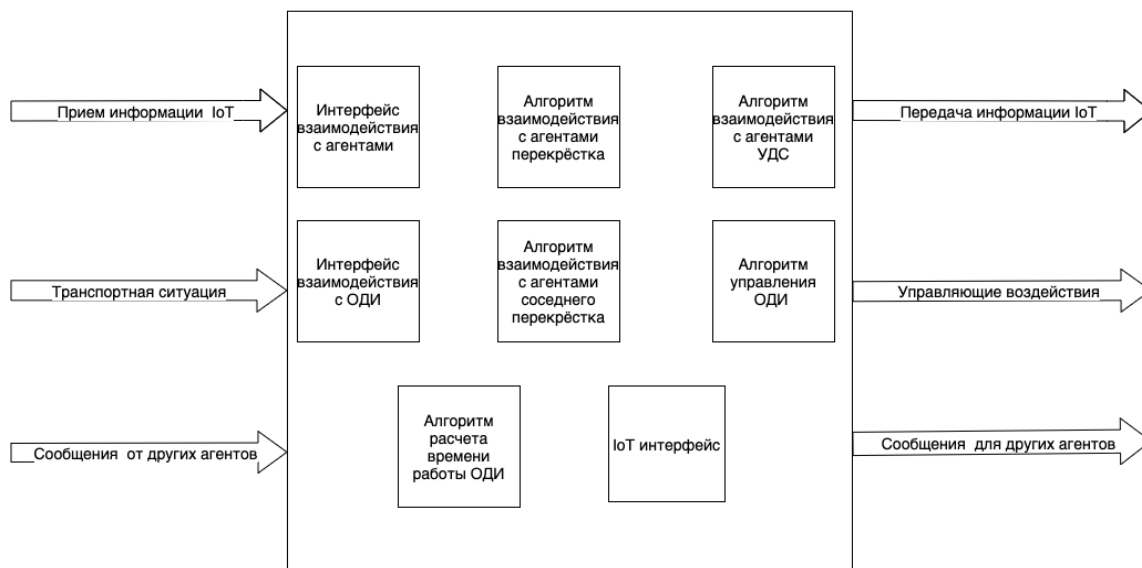 Прием информации IoT
Интерфейс
взаимодействия
с агентами
Алгоритм
взаимодействия
с агентами
перекрёстка
Алгоритм
взаимодействия
с агентами
УДС
Передача информации IoT
Транспортная ситуация
Интерфейс
взаимодействия
с ОДИ
Алгоритм
взаимодействия
с агентами
соседнего
перекрёстка
Алгоритм
управления
ОДИ
Управляющие воздействия
Сообщения от других агентов
Алгоритм
расчета
времени
работы ОДИ
IoT интерфейс
Сообщения для других агентов